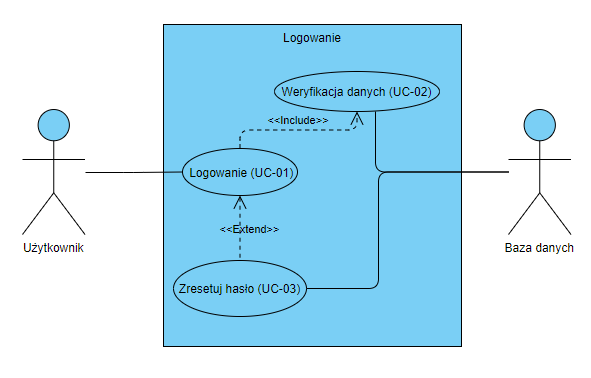 Logowanie
Weryfikacja danych (UC-02)
<<Include>>
Logowanie (UC-01)
<<Extend>>
Użytkownik
Baza danych
Zresetuj hasło (UC-03)